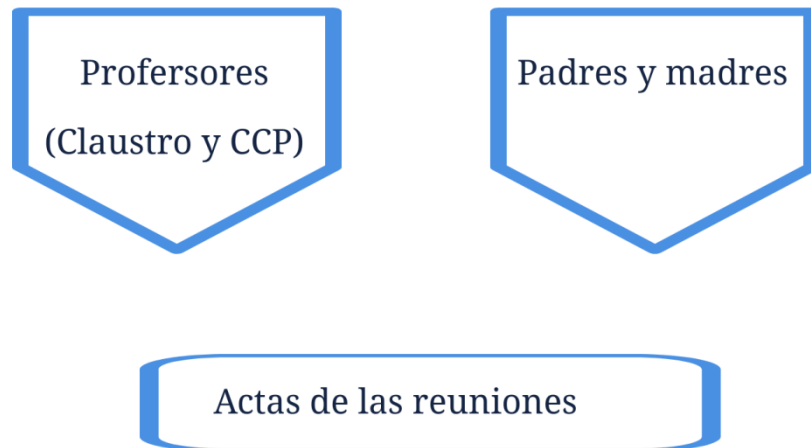 Profersores
(Claustro y CCP)
Padres y madres
Actas de las reuniones